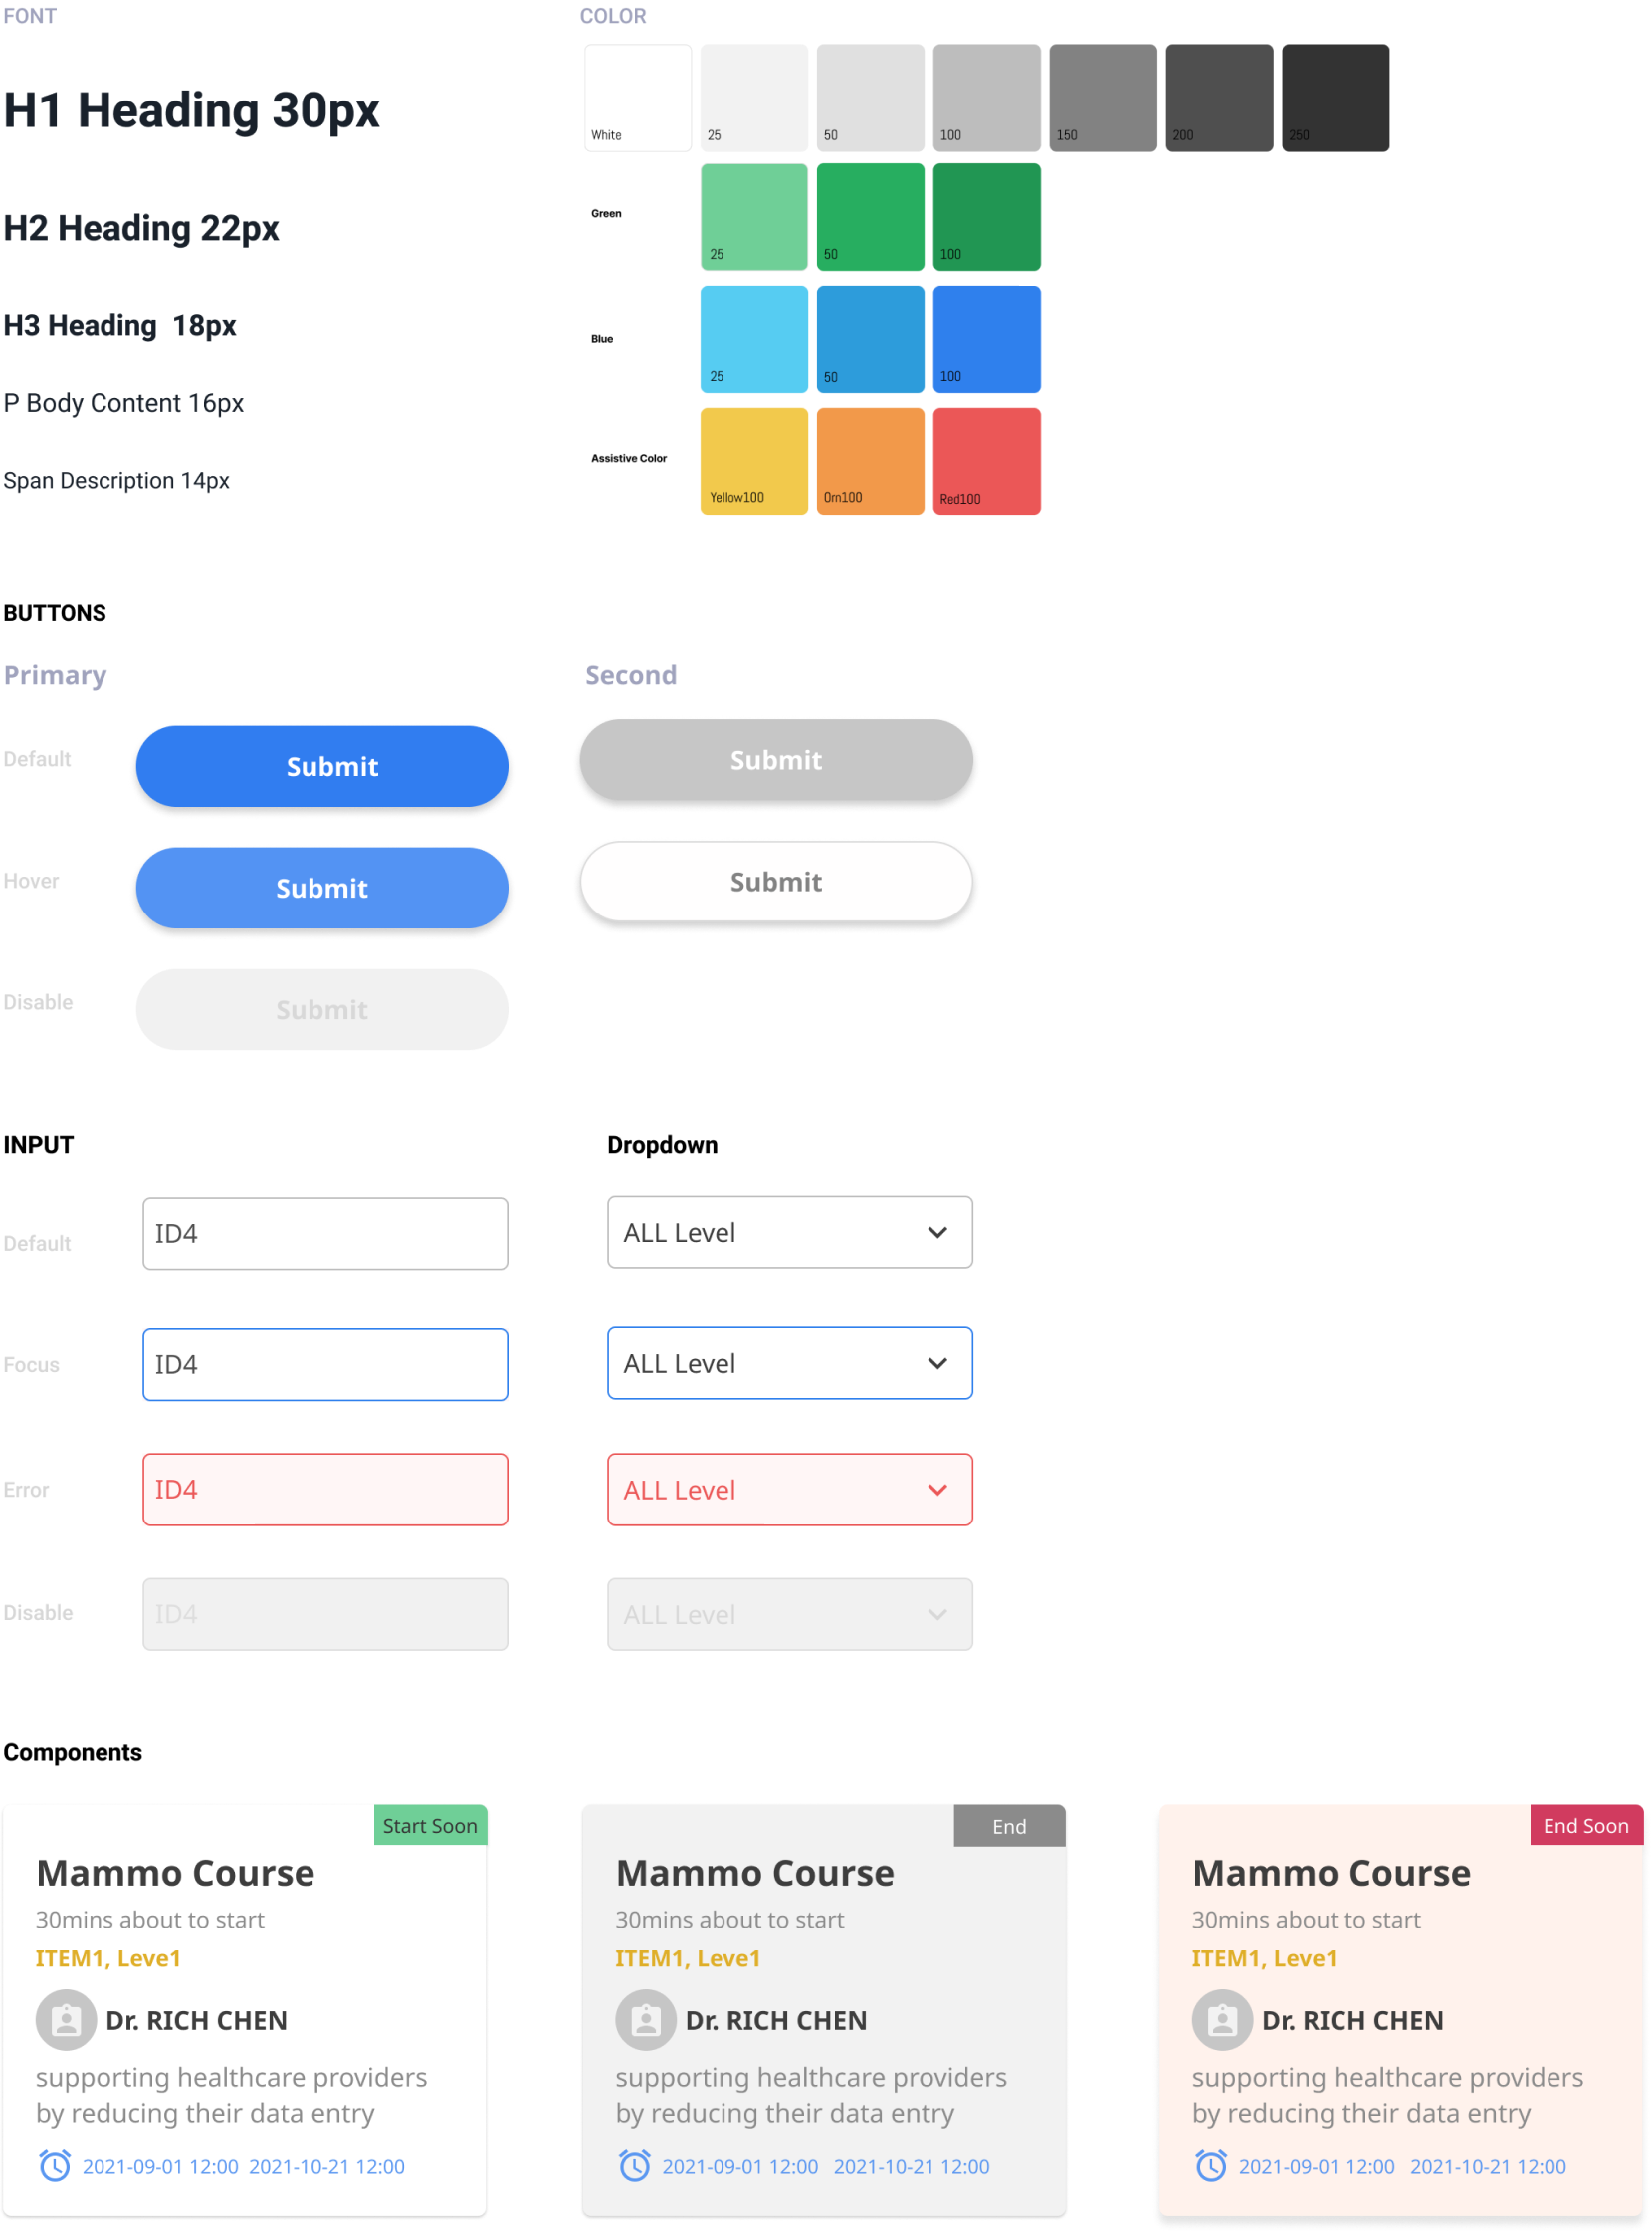 FONT
H1 Heading 30px
H2 Heading 22px
H3 Heading 18px
P Body Content 16px
Span Description 14px
COLOR
White
25
50
100
150
200
250
Green
25
50
100
Blue
25
50
100
Assistive Color
Yellow100
Orn100
Red100
BUTTONS
Primary
Second
Default
Submit
Submit
Hover
Submit
Submit
Disable
Submit
INPUT
Dropdown
Default
ID4
ALL Level
Focus
ID4
ALL Level
Error
ID4
ALL Level
Disable
ID4
ALL Level
Components
Start Soon
Mammo Course
30mins about to start
ITEM1, Leve1
Dr. RICH CHEN
supporting healthcare providers
by reducing their data entry
2021-09-01 12:00 2021-10-21 12:00
End
Mammo Course
30mins about to start
ITEM1, Leve1
Dr. RICH CHEN
supporting healthcare providers
by reducing their data entry
2021-09-01 12:00 2021-10-21 12:00
End Soon
Mammo Course
30mins about to start
ITEM1, Leve1
Dr. RICH CHEN
supporting healthcare providers
by reducing their data entry
2021-09-01 12:00 2021-10-21 12:00